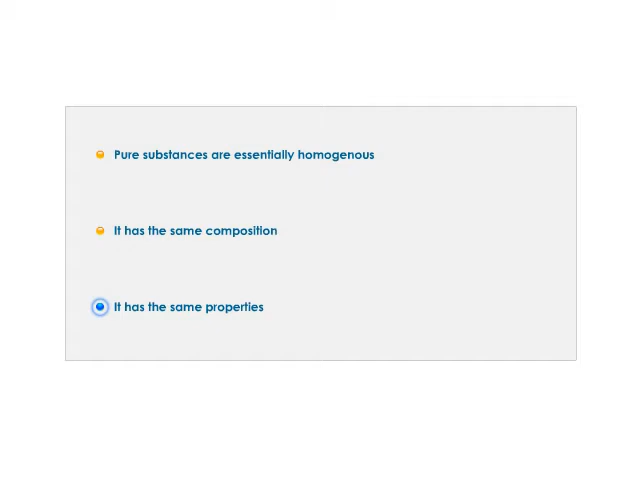 Pure substances are essentially homogenous
It has the same composition
It has the same properties